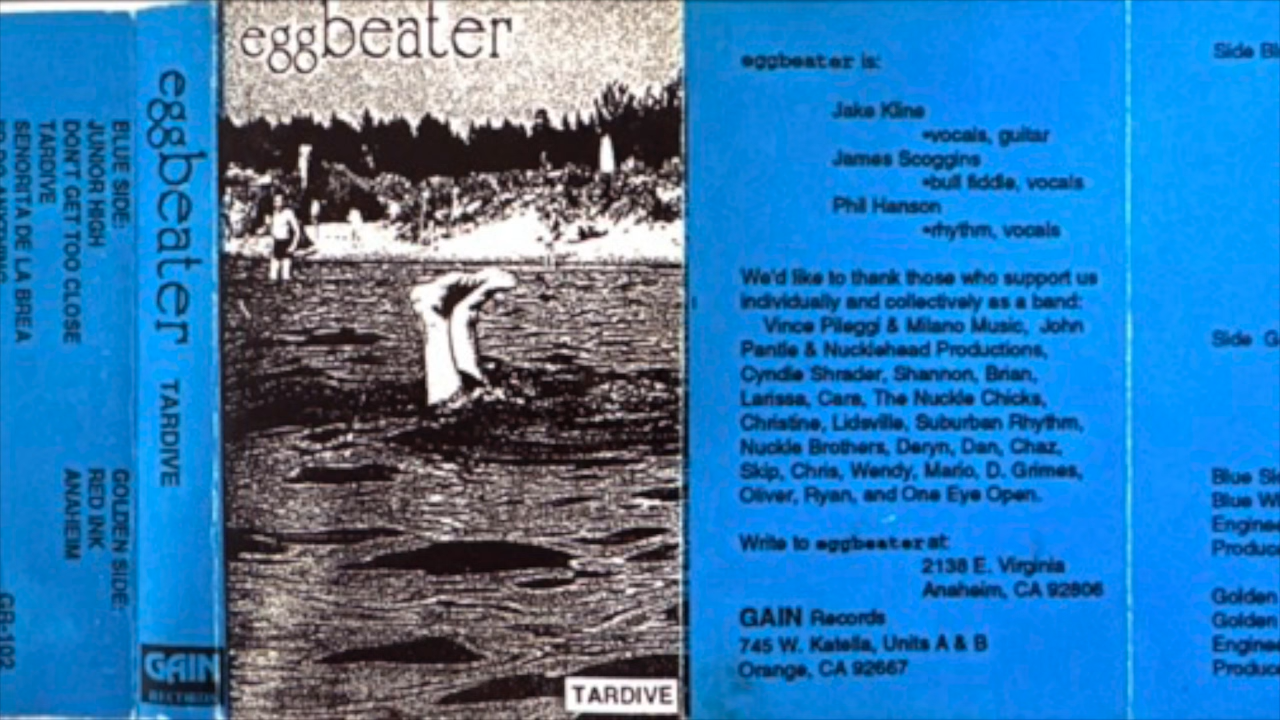 BLUE SIDE:
JUNIOR HIGH
DON'T GET TOO CLOSE
TARDIVE
SENORITA DE LA BREA
GOLDEN SIDE:
RED INK
ANAHEIM
GR-102
eggbeater TARDIVE
GAIN
RECORDS
eggbeater
TARDIVE
eggbeater is:
Jake Kline
•vocals, guitar
James Scoggins
•bull fiddle, vocals
Phil Hanson
•rhythm, vocals
We'd like to thank those who support us
individually and collectively as a band:
Vince Pileggi & Milano Music, John
Pantle & Nucklehead Productions,
Cyndie Shrader, Shannon, Brian,
Larissa, Cara, The Nuckle Chicks,
Christine, Lidsville, Suburban Rhythm,
Nuckle Brothers, Deryn, Dan, Chaz,
Skip, Chris, Wendy, Mario, D. Grimes,
Oliver, Ryan, and One Eye Open.
Write to eggbeater at:
2138 E. Virginia
Anaheim, CA 92806
GAIN Records
745 W. Katella, Units A & B
Orange, CA 92667
Side Bl
Side G
Blue Si
Blue W
Enginee
Produc
Golden
Golden
Enginee
Produc